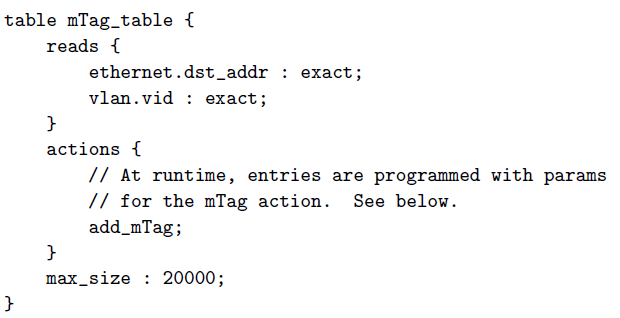 table mTag_table {
    reads {
        ethernet.dst_addr : exact;
        vlan.vid : exact;
    }
    actions {
        // At runtime, entries are programmed with params
        // for the mTag action.  See below.
        add_mTag;
    }
    max_size : 20000;
}